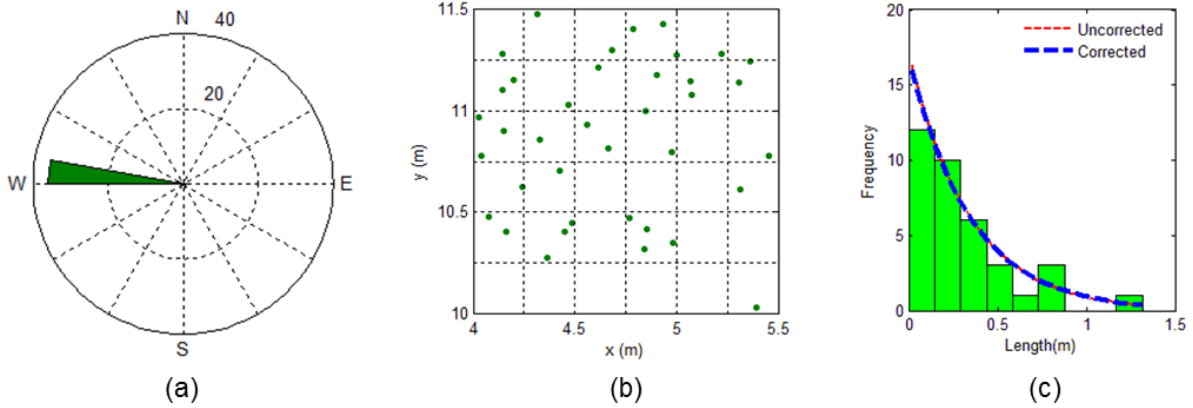 N
40
20
W
E
S
(a)
11.5
11
10.5
10
y (m)
4
4.5
5
5.5
x (m)
(b)
20
15
10
5
0
Frequency
Uncorrected
Corrected
0
0.5
1
1.5
Length(m)
(c)